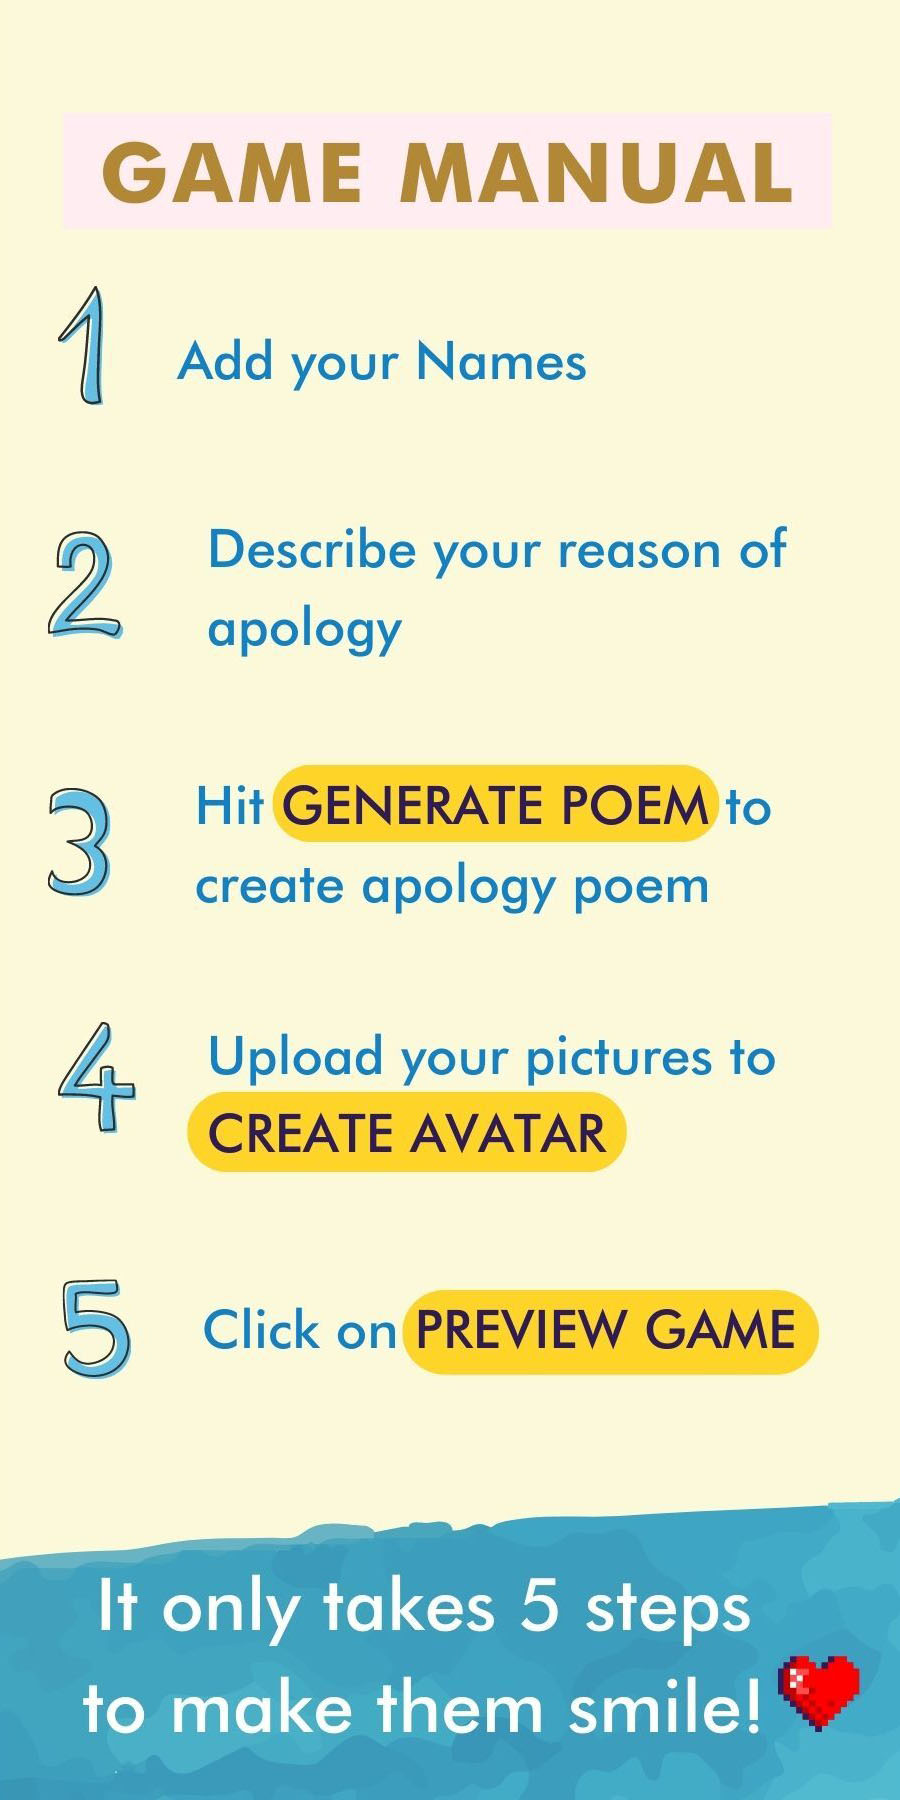 GAME MANUAL
1
Add your Names
2
Describe your reason of
apology
3
Hit GENERATE POEM to
create apology poem
4
Upload your pictures to
CREATE AVATAR
5
Click on PREVIEW GAME
It only takes 5 steps
to make them smile!